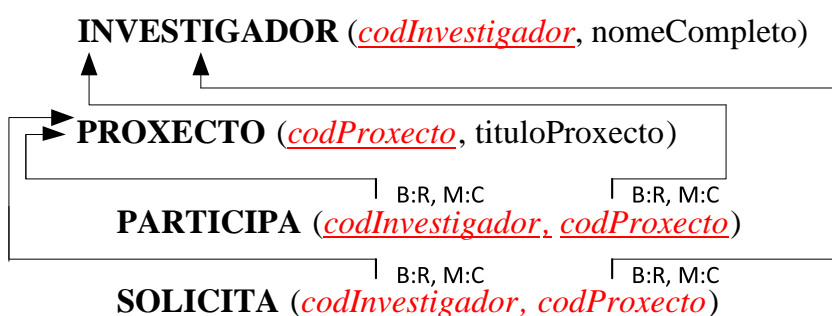 INVESTIGADOR (codInvestigador, nomeCompleto)
PROXECTO (codProxecto, tituloProxecto)
B:R, M:C B:R, M:C
PARTICIPA (codInvestigador, codProxecto)
B:R, M:C B:R, M:C
SOLICITA (codInvestigador, codProxecto)